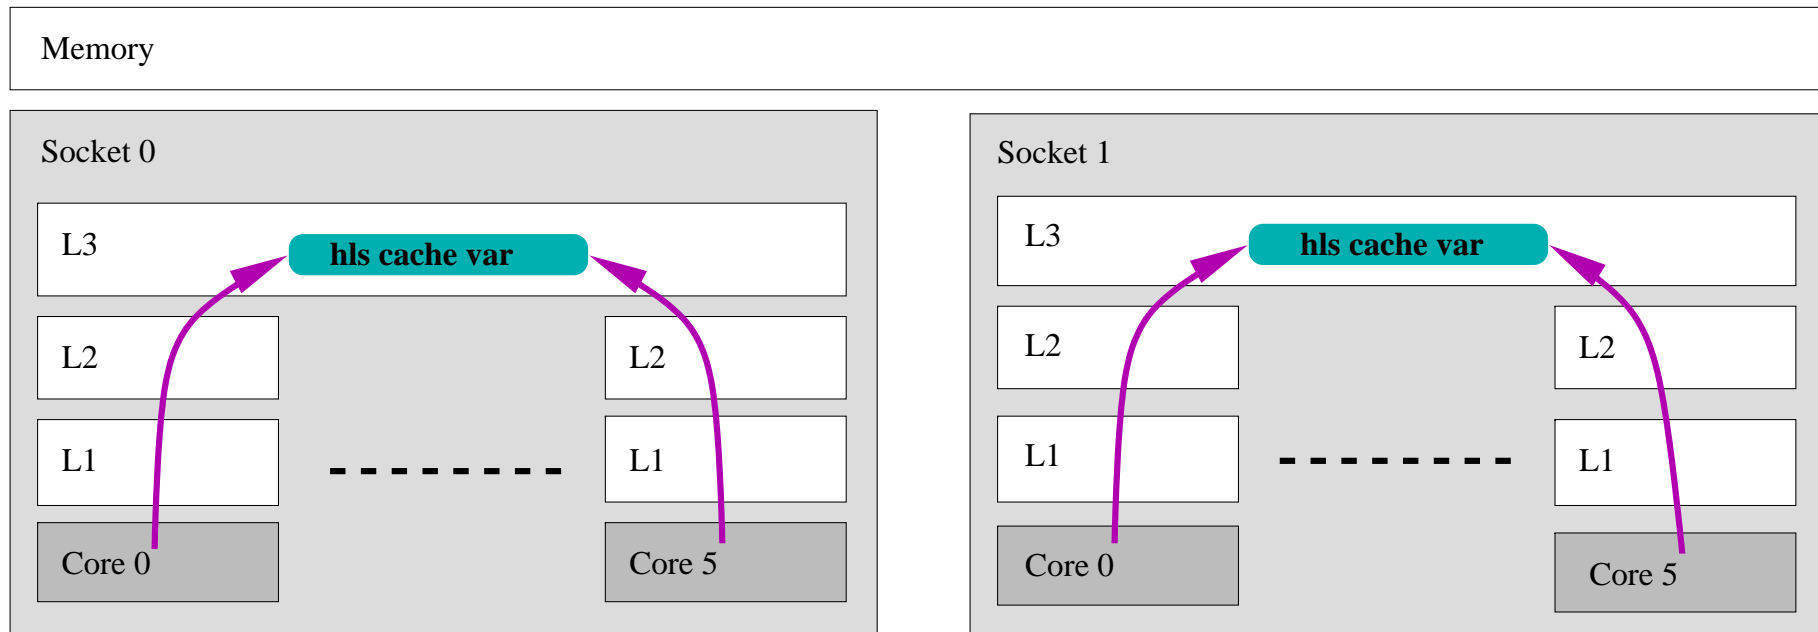 Memory
Socket 0
L3
hls cache var
L2
L2
L1
L1
Core 0
Core 5
Socket 1
L3
hls cache var
L2
L2
L1
L1
Core 0
Core 5